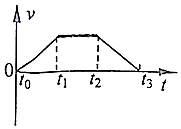 v
0
t₀ t₁ t₂ t₃ t